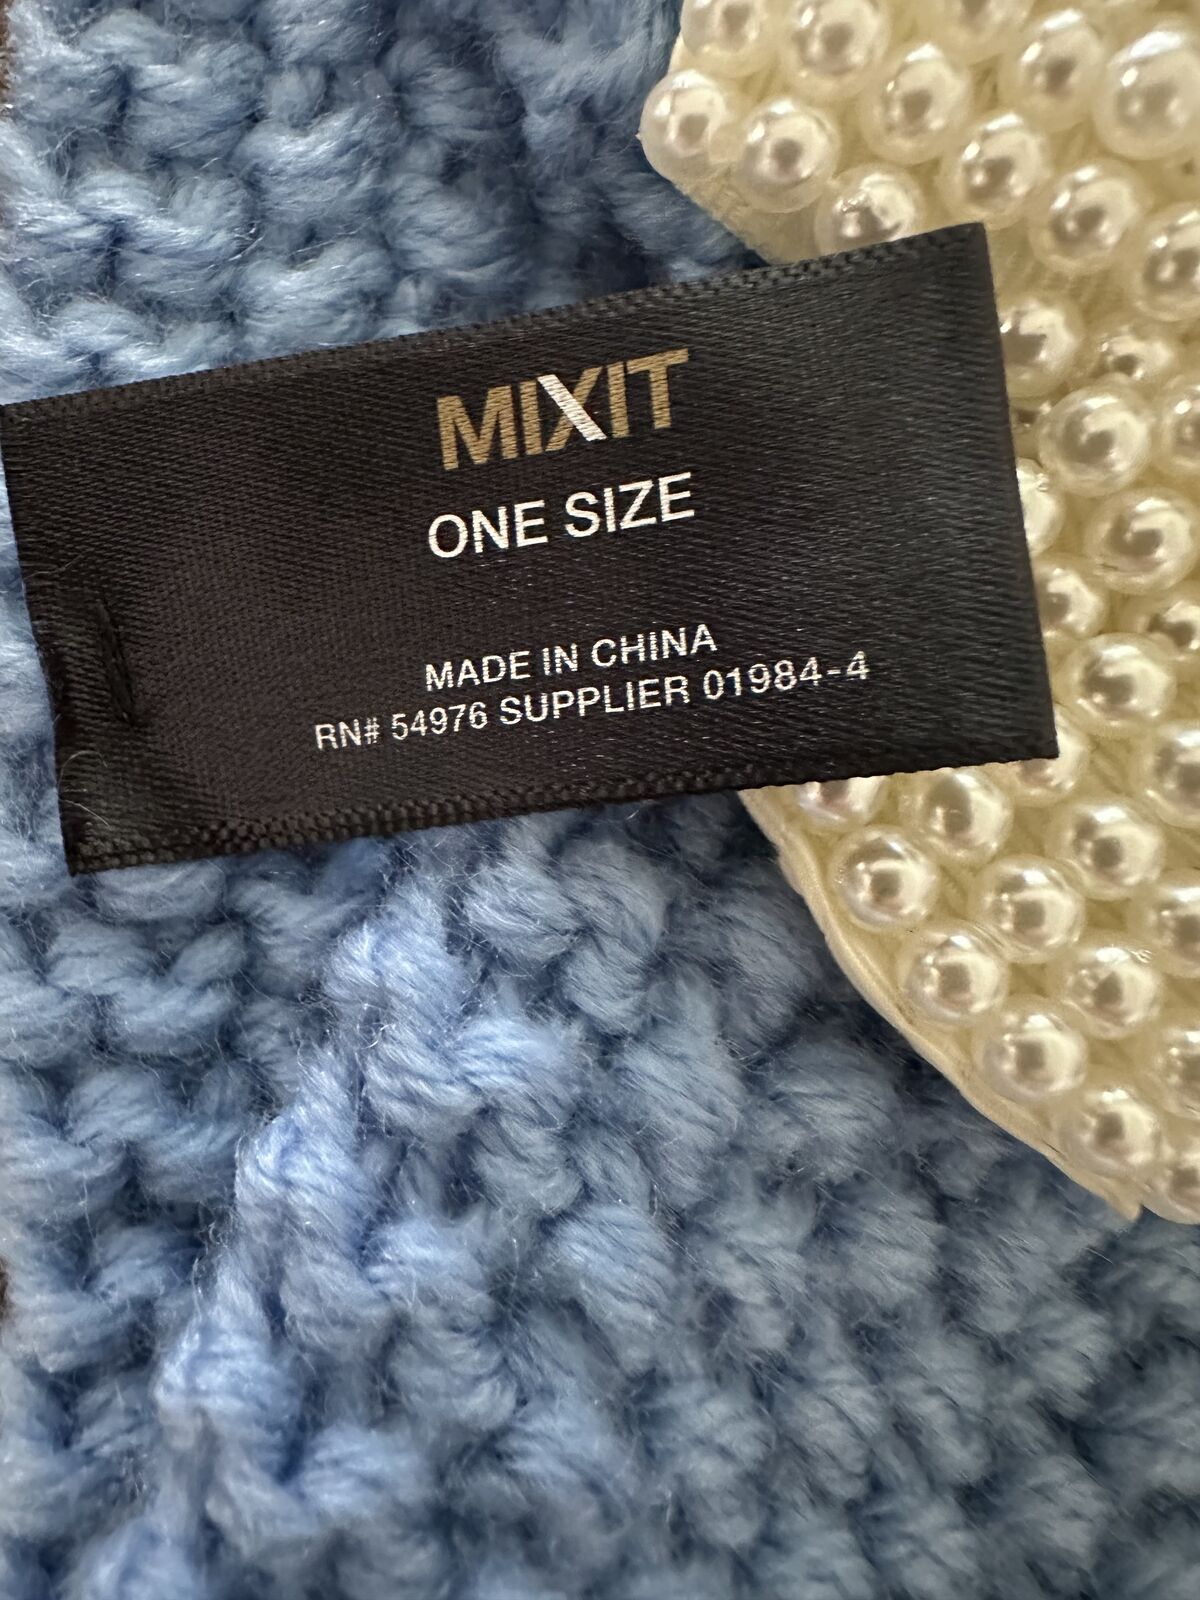 MIXIT
ONE SIZE
MADE IN CHINA
RN# 54976 SUPPLIER 01984-4